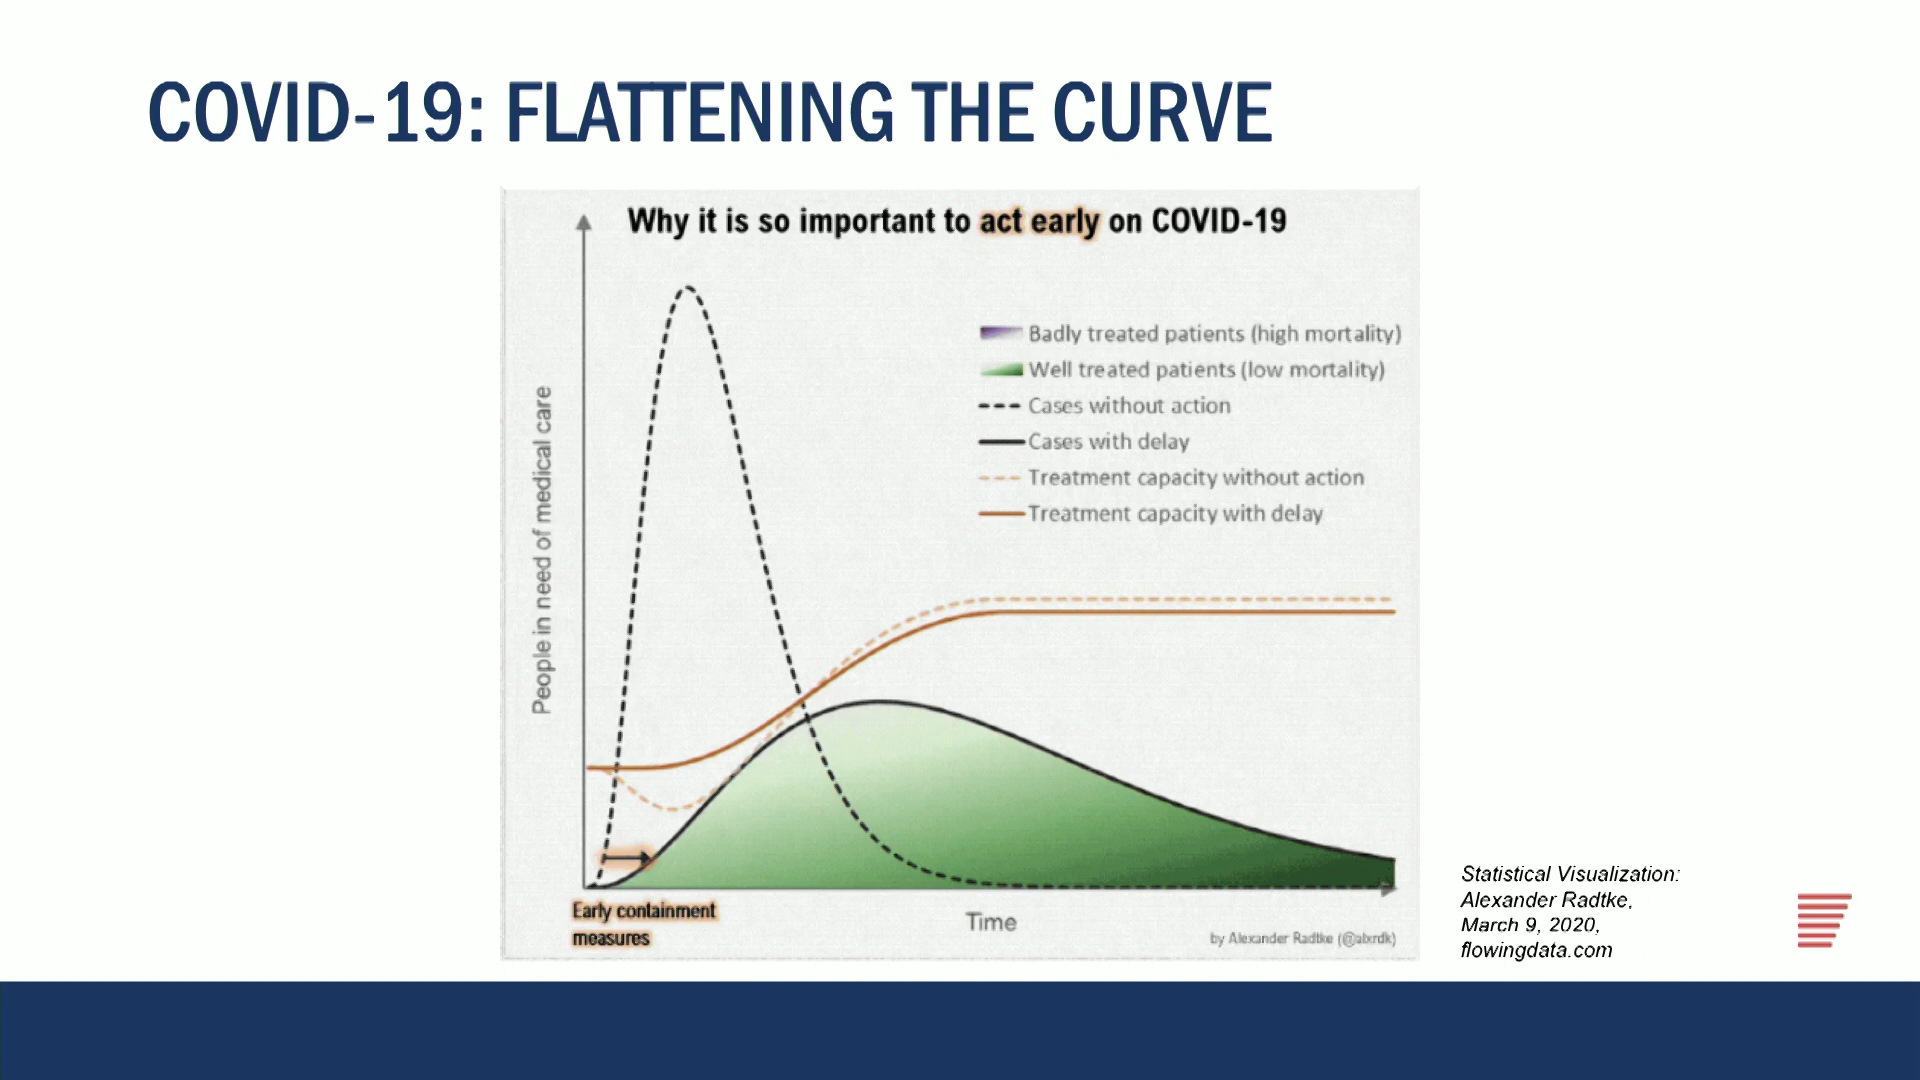 COVID-19: FLATTENING THE CURVE
Why it is so important to act early on COVID-19
Badly treated patients (high mortality)
Well treated patients (low mortality)
Cases without action
Cases with delay
Treatment capacity without action
Treatment capacity with delay
People in need of medical care
Early containment
measures
Time
by Alexander Radtke (@alxrdk)
Statistical Visualization:
Alexander Radtke,
March 9, 2020,
flowingdata.com